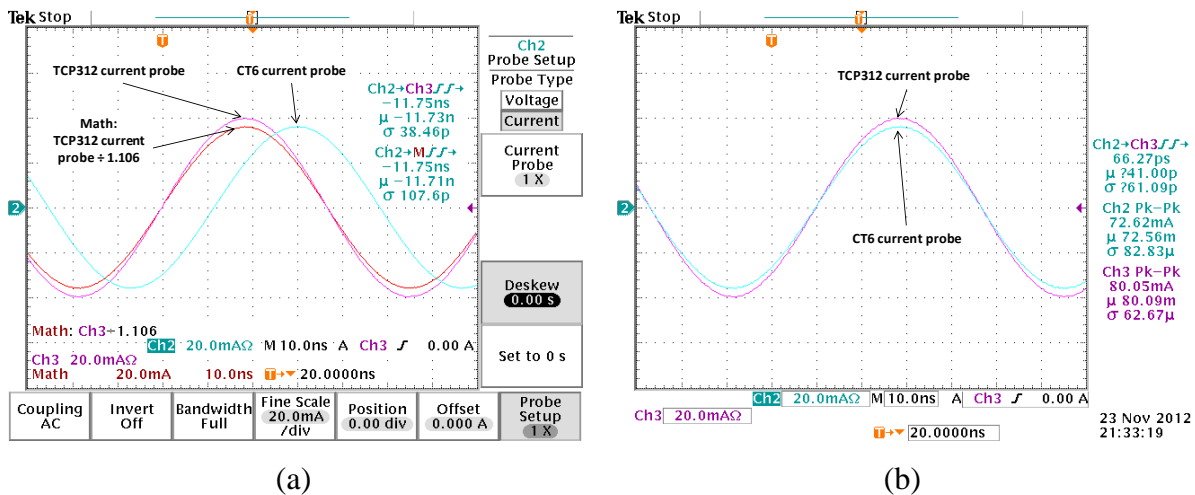 Tek Stop
T
T
Ch2
Probe Setup
Probe Type
Voltage
Current
Current
Probe
1 X
Deskew
0.00 s
Set to 0 s
TCP312 current probe
CT6 current probe
Math:
TCP312 current
probe ÷ 1.106
Ch2→Ch3
−11.75ns
μ −11.73n
σ 38.46p
Ch2→M
−11.75ns
μ −11.71n
σ 107.6p
2
Math: Ch3÷1.106
Ch2 20.0mAΩ M 10.0ns A Ch3 0.00 A
Ch3 20.0mAΩ
Math 20.0mA 10.0ns T→▼ 20.0000ns
Coupling
AC
Invert
Off
Bandwidth
Full
Fine Scale
20.0mA
/div
Position
0.00 div
Offset
0.000 A
Probe
Setup
1 X
(a)
Tek Stop
T
T
TCP312 current probe
CT6 current probe
2
Ch2→Ch3
66.27ps
μ ?41.00p
σ ?61.09p
Ch2 Pk−Pk
72.62mA
μ 72.56m
σ 82.83μ
Ch3 Pk−Pk
80.05mA
μ 80.09m
σ 62.67μ
Ch2 20.0mAΩ M 10.0ns A Ch3 0.00 A
Ch3 20.0mAΩ
T→▼ 20.0000ns
23 Nov 2012
21:33:19
(b)